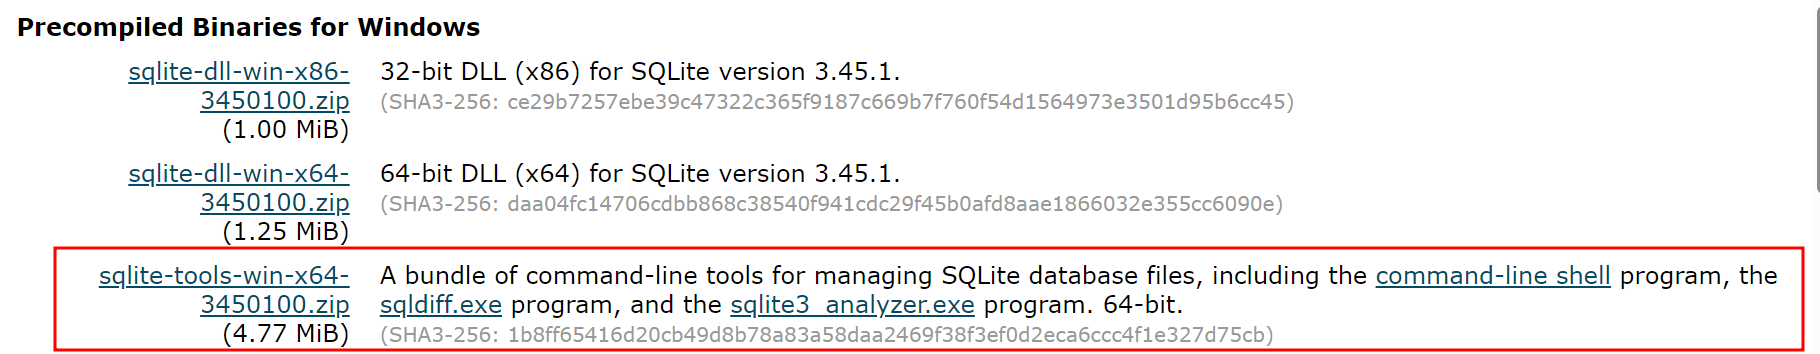 Precompiled Binaries for Windows
sqlite-dll-win-x86- 32-bit DLL (x86) for SQLite version 3.45.1.
3450100.zip (SHA3-256: ce29b7257ebe39c47322c365f9187c669b7f760f54d1564973e3501d95b6cc45)
(1.00 MiB)
sqlite-dll-win-x64- 64-bit DLL (x64) for SQLite version 3.45.1.
3450100.zip (SHA3-256: daa04fc14706cdbb868c38540f941cdc29f45b0afd8aae1866032e355cc6090e)
(1.25 MiB)
sqlite-tools-win-x64- A bundle of command-line tools for managing SQLite database files, including the command-line shell program, the
3450100.zip sqldiff.exe program, and the sqlite3_analyzer.exe program. 64-bit.
(4.77 MiB) (SHA3-256: 1b8ff65416d20cb49d8b78a83a58daa2469f38f3ef0d2eca6ccc4f1e327d75cb)